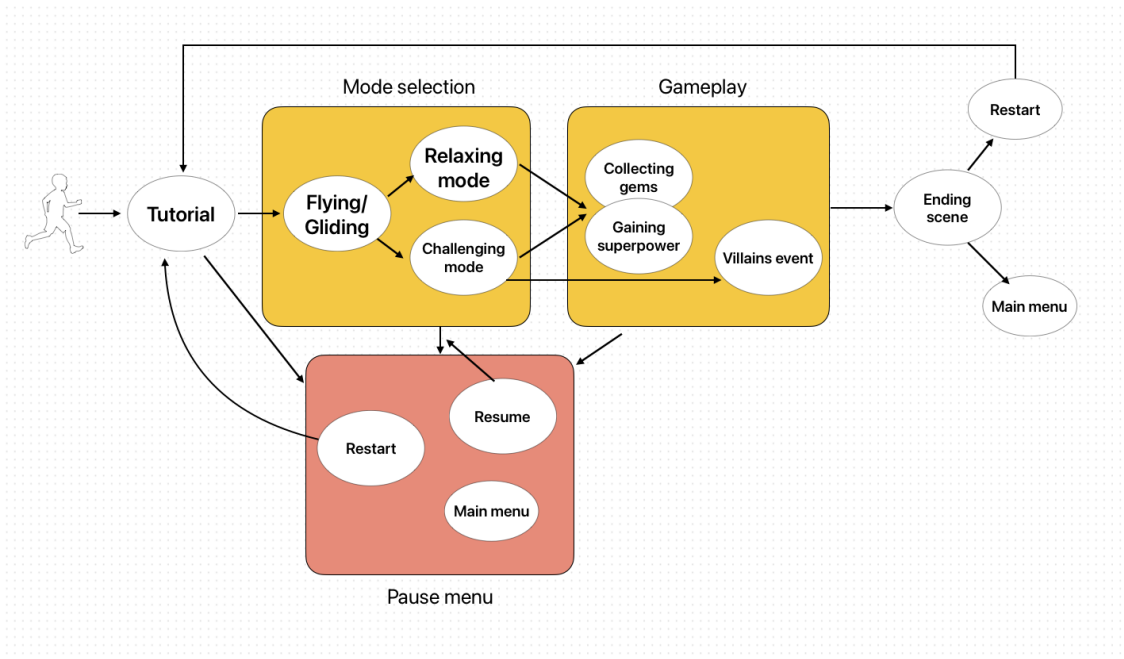 Mode selection
Gameplay
Restart
Relaxing
mode
Collecting
gems
Tutorial
Flying/
Gliding
Ending
scene
Gaining
superpower
Challenging
mode
Villains event
Main menu
Resume
Restart
Main menu
Pause menu